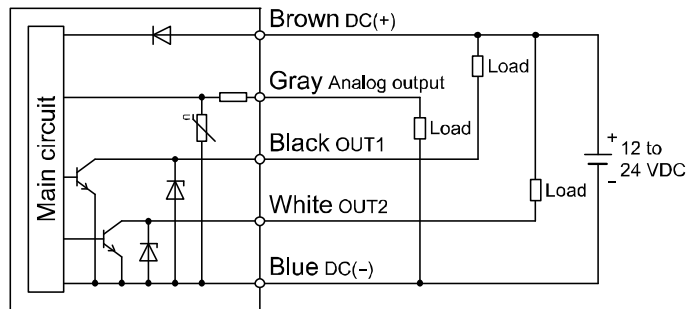 Brown DC(+)
Gray Analog output
Load
Load
Main circuit
Black OUT1
+
12 to
24 VDC
−
White OUT2
Load
Blue DC(−)